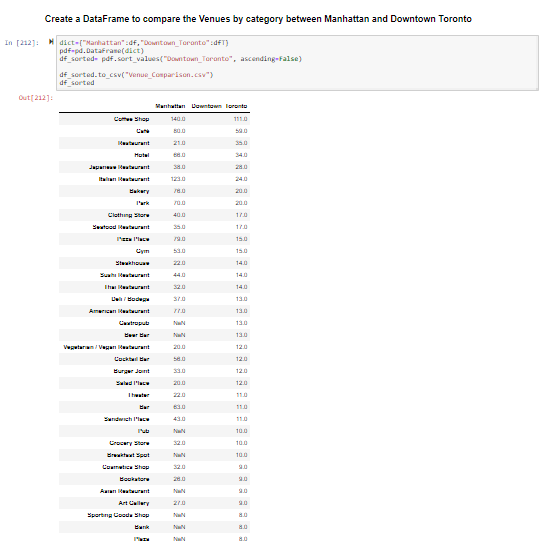 Create a DataFrame to compare the Venues by category between Manhattan and Downtown Toronto
In [212]:
dict={"Manhattan":df,"Downtown_Toronto":dfT}
pdf=pd.DataFrame(dict)
df_sorted= pdf.sort_values("Downtown_Toronto", ascending=False)
df_sorted.to_csv("Venue_Comparison.csv")
df_sorted
Out[212]:
Manhattan Downtown_Toronto
Coffee Shop 140.0 111.0
Café 80.0 59.0
Restaurant 21.0 35.0
Hotel 68.0 34.0
Japanese Restaurant 38.0 28.0
Italian Restaurant 123.0 24.0
Bakery 78.0 20.0
Park 70.0 20.0
Clothing Store 40.0 17.0
Seafood Restaurant 35.0 17.0
Pizza Place 79.0 15.0
Gym 53.0 15.0
Steakhouse 22.0 14.0
Sushi Restaurant 44.0 14.0
Thai Restaurant 32.0 14.0
Deli / Bodega 37.0 13.0
American Restaurant 77.0 13.0
Gastropub NaN 13.0
Beer Bar NaN 13.0
Vegetarian / Vegan Restaurant 20.0 12.0
Cocktail Bar 58.0 12.0
Burger Joint 33.0 12.0
Salad Place 20.0 12.0
Theater 22.0 11.0
Bar 63.0 11.0
Sandwich Place 43.0 11.0
Pub NaN 10.0
Grocery Store 32.0 10.0
Breakfast Spot NaN 10.0
Cosmetics Shop 32.0 9.0
Bookstore 26.0 9.0
Asian Restaurant NaN 9.0
Art Gallery 27.0 9.0
Sporting Goods Shop NaN 8.0
Bank NaN 8.0
Plaza NaN 8.0